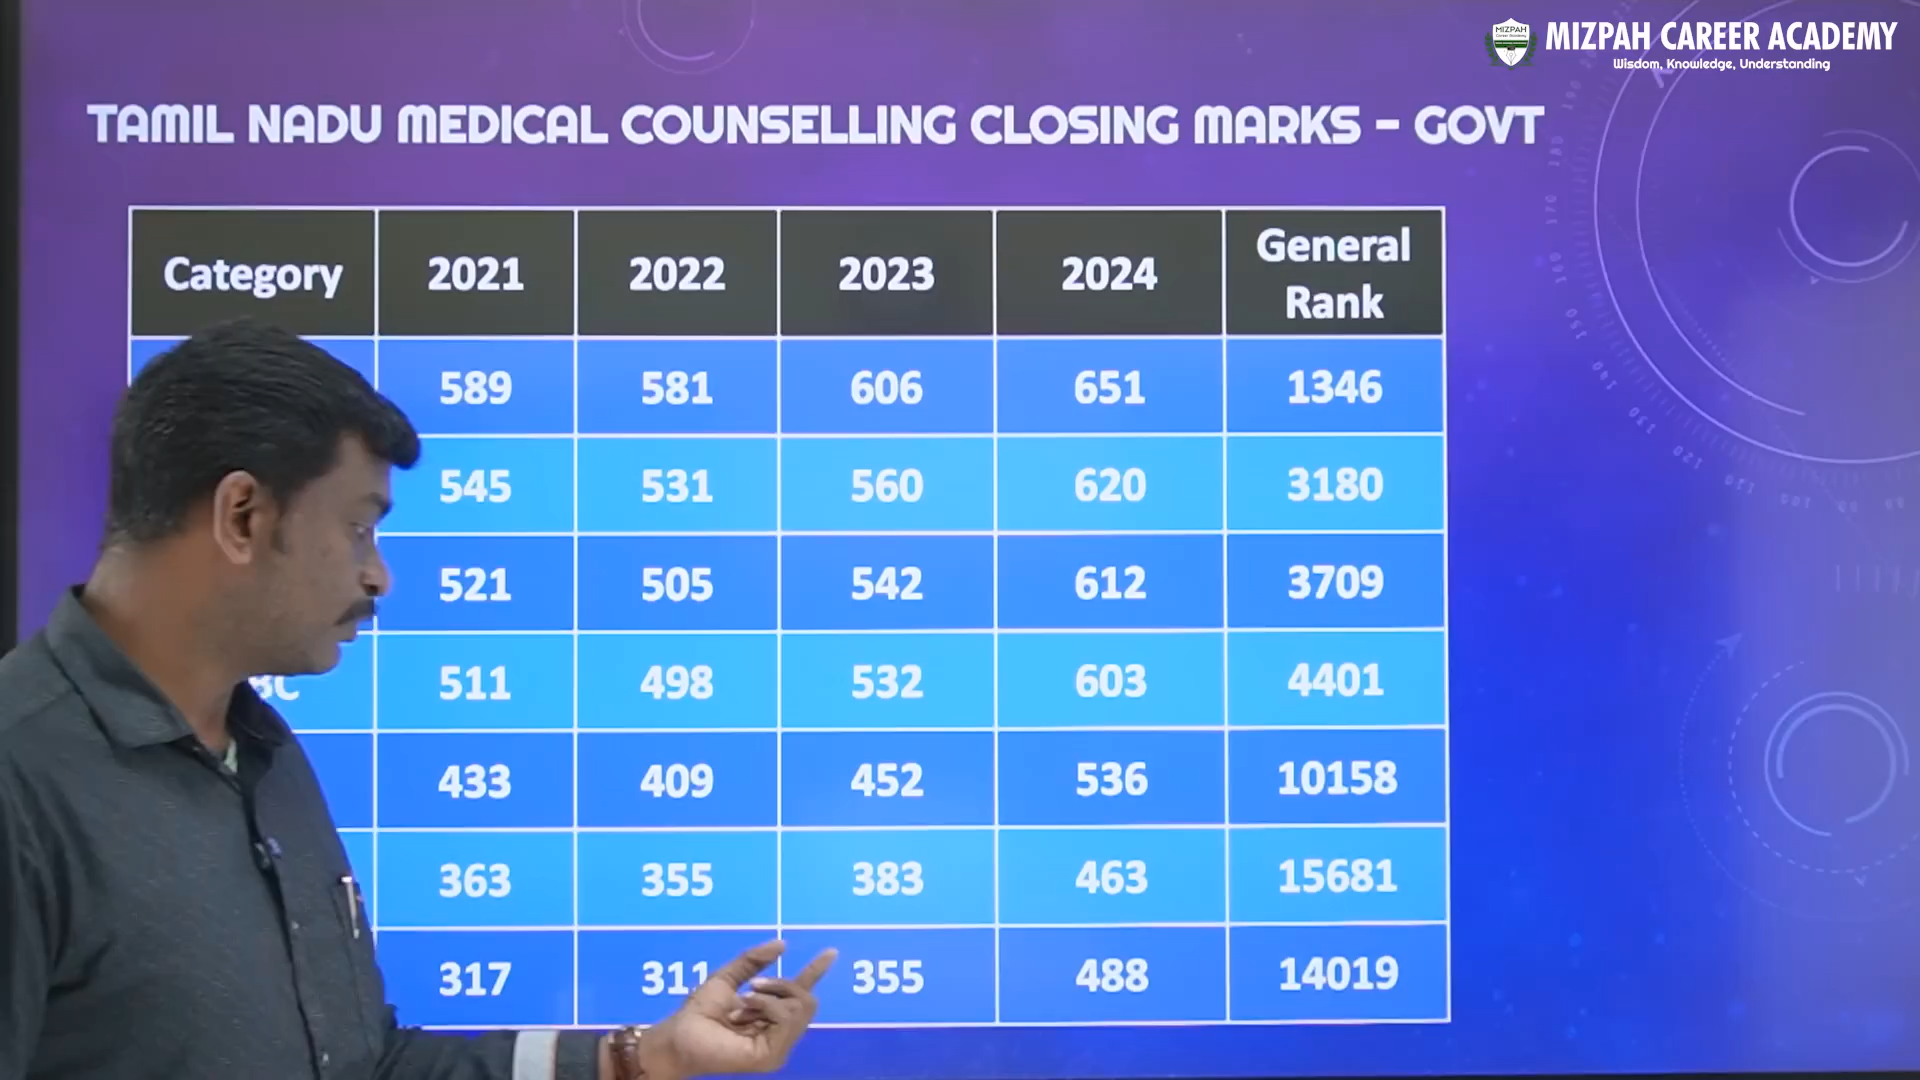 MIZPAH CAREER ACADEMY
Wisdom, Knowledge, Understanding
TAMIL NADU MEDICAL COUNSELLING CLOSING MARKS - GOVT
Category 2021 2022 2023 2024 General Rank
589 581 606 651 1346
545 531 560 620 3180
521 505 542 612 3709
BC 511 498 532 603 4401
433 409 452 536 10158
363 355 383 463 15681
317 311 355 488 14019